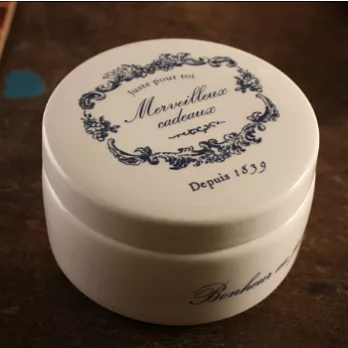 Juste pour toi
Merveilleux
cadeaux
Depuis 1839
Bonheur